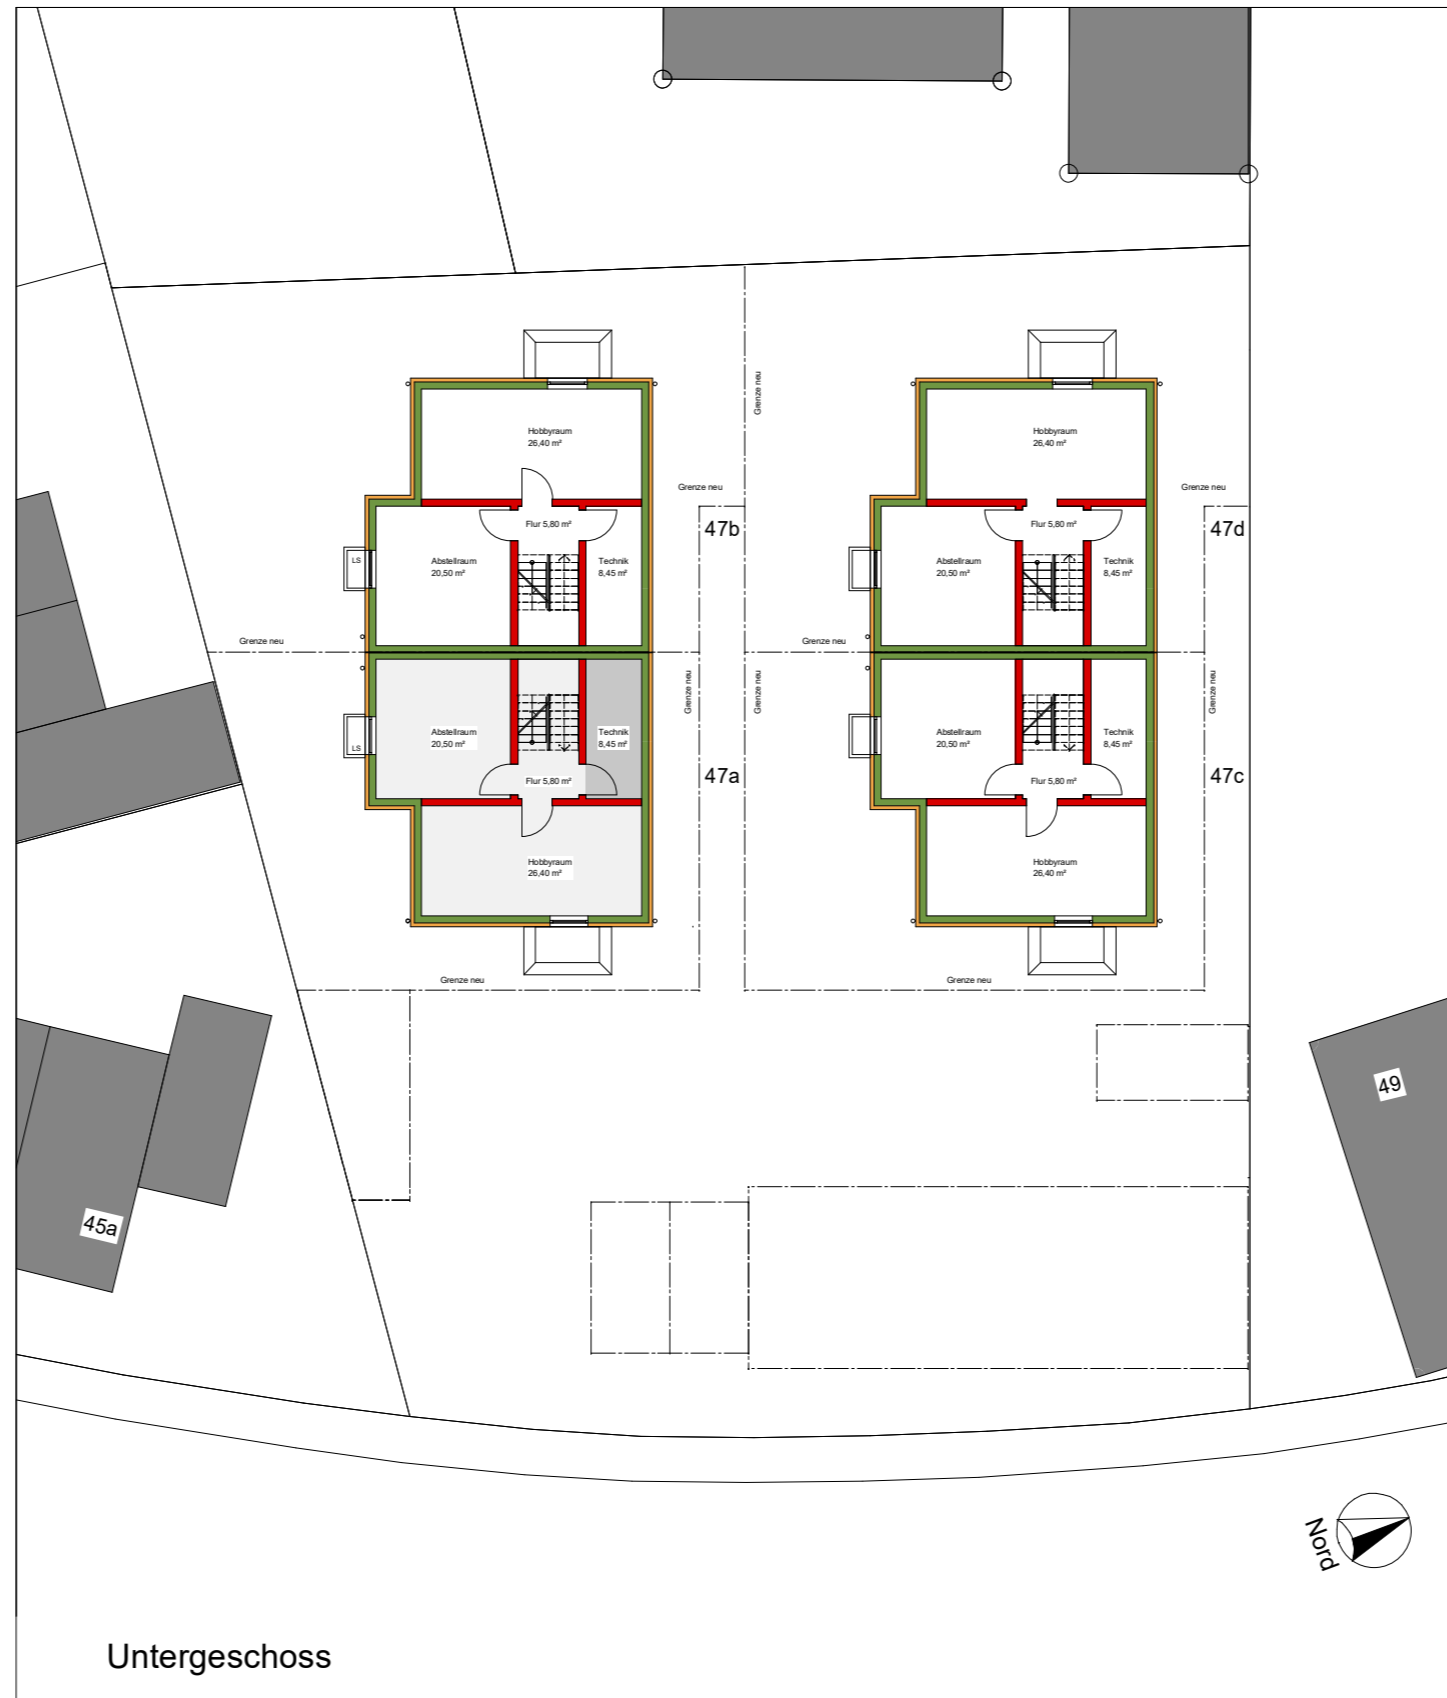 Grenze neu
Hobbyraum
26,40 m²
Hobbyraum
26,40 m²
Grenze neu
Grenze neu
47b
47d
Flur 5,80 m²
Flur 5,80 m²
LS
Abstellraum
20,50 m²
Technik
8,45 m²
Abstellraum
20,50 m²
Technik
8,45 m²
Grenze neu
Grenze neu
Grenze neu
Grenze neu
Grenze neu
LS
Abstellraum
20,50 m²
Technik
8,45 m²
Abstellraum
20,50 m²
Technik
8,45 m²
Flur 5,80 m²
47a
Flur 5,80 m²
47c
Hobbyraum
26,40 m²
Hobbyraum
26,40 m²
Grenze neu
Grenze neu
49
45a
Nord
Untergeschoss